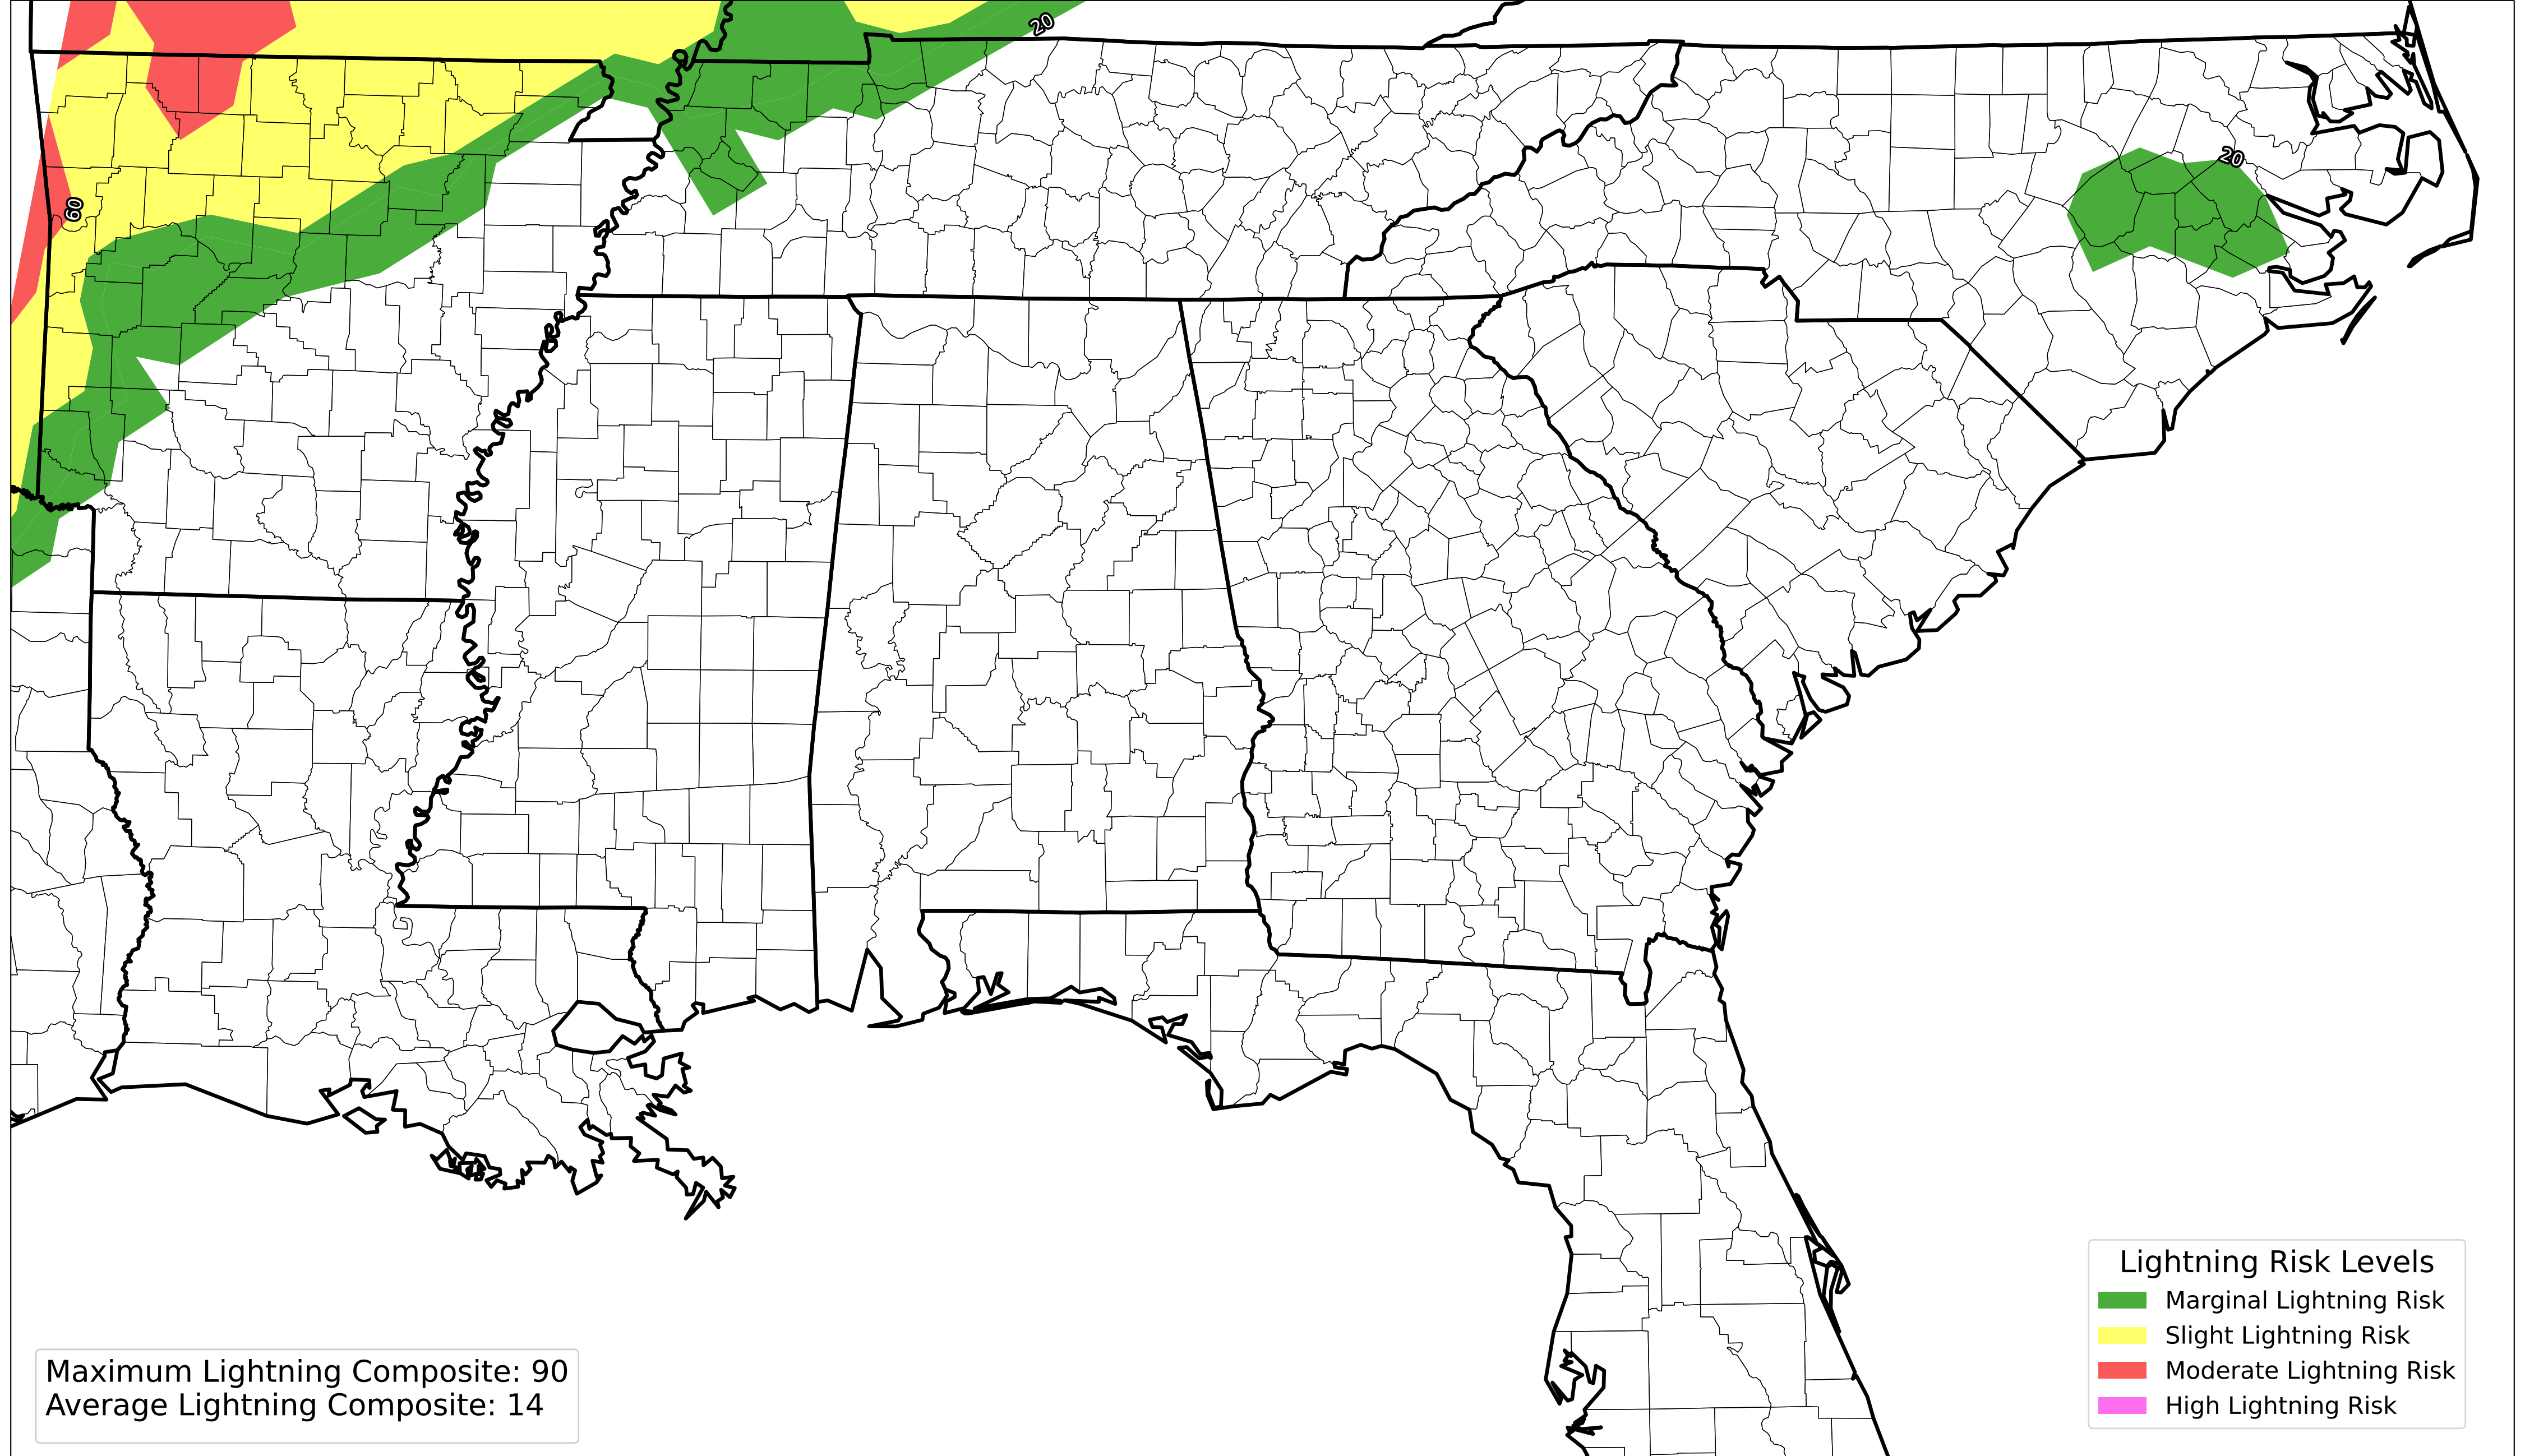 20
20
60
Lightning Risk Levels
Marginal Lightning Risk
Slight Lightning Risk
Moderate Lightning Risk
High Lightning Risk
Maximum Lightning Composite: 90
Average Lightning Composite: 14